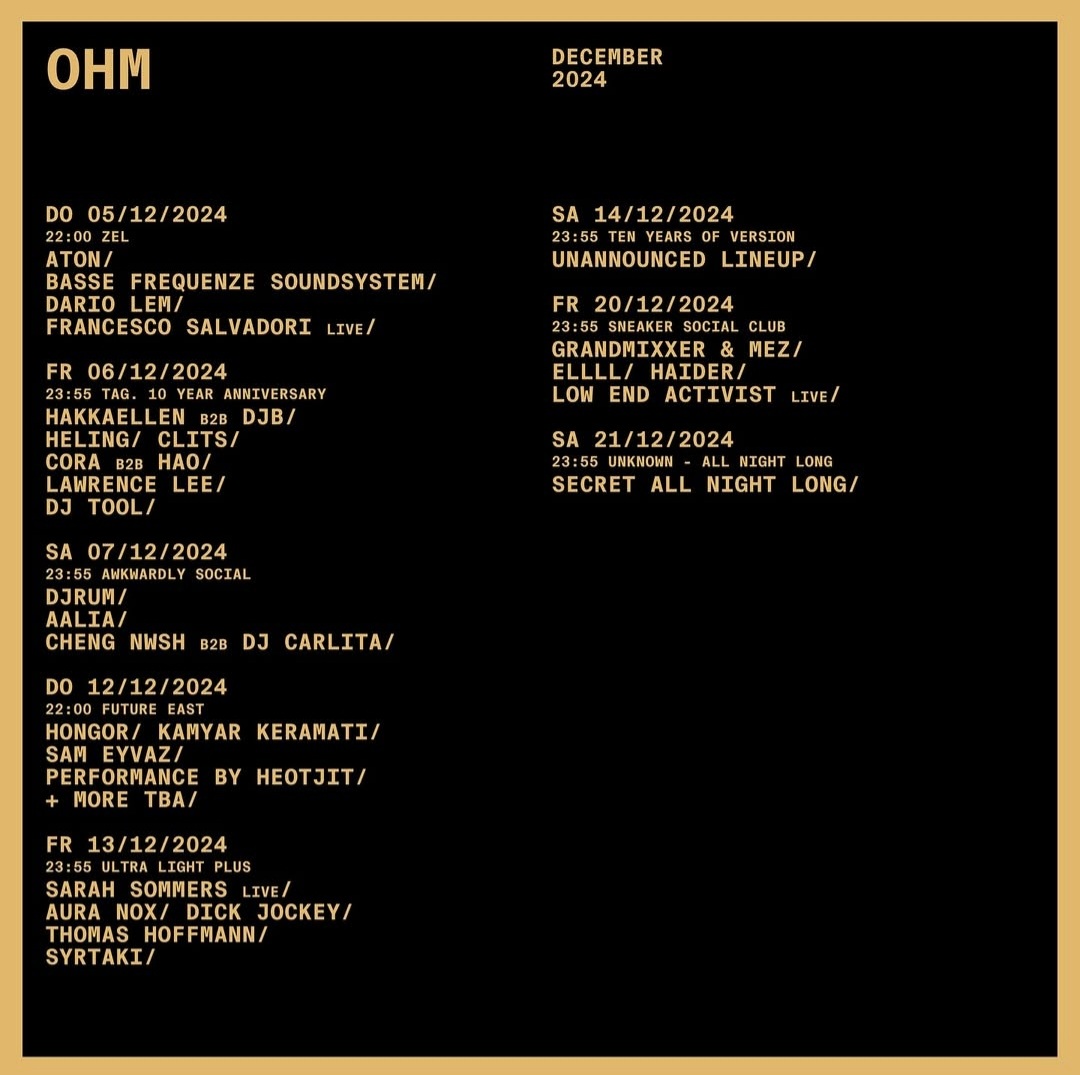 OHM
DECEMBER
2024
DO 05/12/2024
22:00 ZEL
ATON/
BASSE FREQUENZE SOUNDSYSTEM/
DARIO LEM/
FRANCESCO SALVADORI LIVE/
FR 06/12/2024
23:55 TAG. 10 YEAR ANNIVERSARY
HAKKAELLEN B2B DJB/
HELING/ CLITS/
CORA B2B HAO/
LAWRENCE LEE/
DJ TOOL/
SA 07/12/2024
23:55 AWKWARDLY SOCIAL
DJRUM/
AALIA/
CHENG NWSH B2B DJ CARLITA/
DO 12/12/2024
22:00 FUTURE EAST
HONGOR/ KAMYAR KERAMATI/
SAM EYVAZ/
PERFORMANCE BY HEOTJIT/
+ MORE TBA/
FR 13/12/2024
23:55 ULTRA LIGHT PLUS
SARAH SOMMERS LIVE/
AURA NOX/ DICK JOCKEY/
THOMAS HOFFMANN/
SYRTAKI/
SA 14/12/2024
23:55 TEN YEARS OF VERSION
UNANNOUNCED LINEUP/
FR 20/12/2024
23:55 SNEAKER SOCIAL CLUB
GRANDMIXXER & MEZ/
ELLLL/ HAIDER/
LOW END ACTIVIST LIVE/
SA 21/12/2024
23:55 UNKNOWN - ALL NIGHT LONG
SECRET ALL NIGHT LONG/